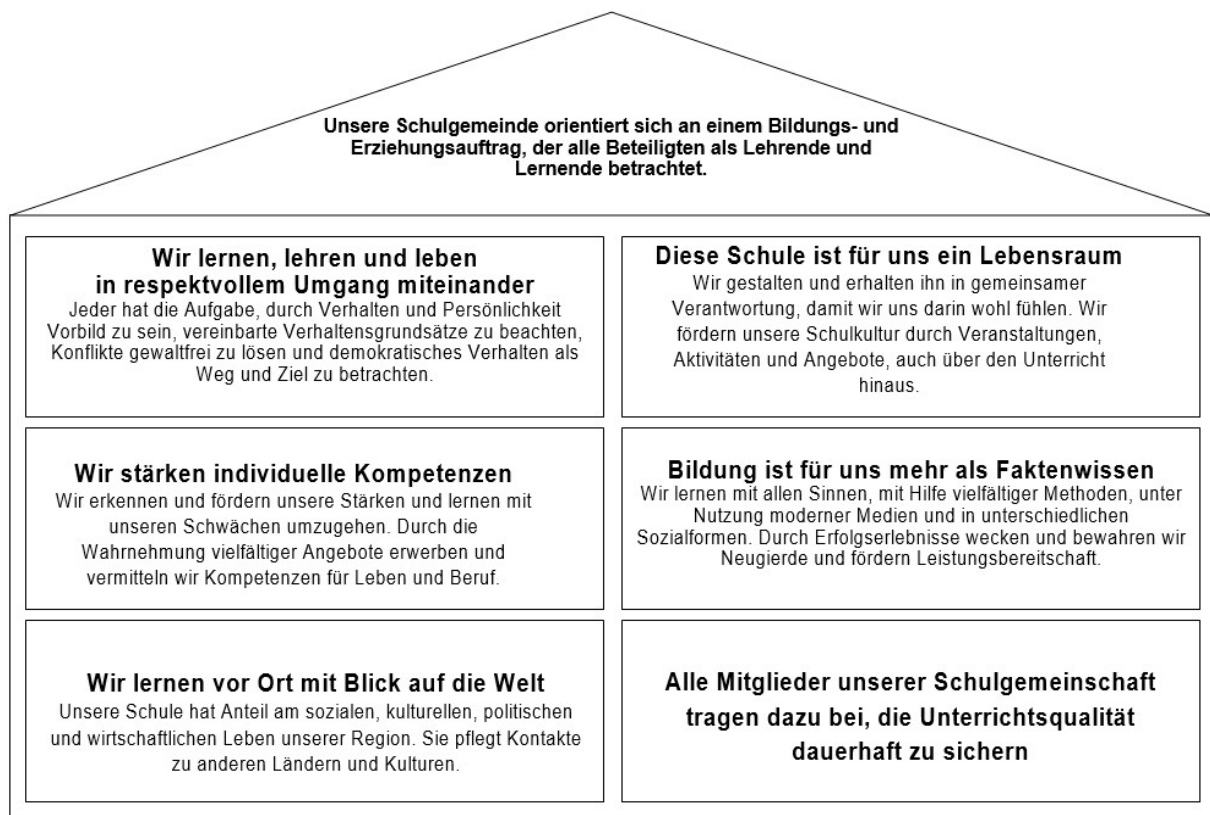 Unsere Schulgemeinde orientiert sich an einem Bildungs- und
Erziehungsauftrag, der alle Beteiligten als Lehrende und
Lernende betrachtet.
Wir lernen, lehren und leben
in respektvollem Umgang miteinander
Jeder hat die Aufgabe, durch Verhalten und Persönlichkeit
Vorbild zu sein, vereinbarte Verhaltensgrundsätze zu beachten,
Konflikte gewaltfrei zu lösen und demokratisches Verhalten als
Weg und Ziel zu betrachten.
Diese Schule ist für uns ein Lebensraum
Wir gestalten und erhalten ihn in gemeinsamer
Verantwortung, damit wir uns darin wohl fühlen. Wir
fördern unsere Schulkultur durch Veranstaltungen,
Aktivitäten und Angebote, auch über den Unterricht
hinaus.
Wir stärken individuelle Kompetenzen
Wir erkennen und fördern unsere Stärken und lernen mit
unseren Schwächen umzugehen. Durch die
Wahrnehmung vielfältiger Angebote erwerben und
vermitteln wir Kompetenzen für Leben und Beruf.
Bildung ist für uns mehr als Faktenwissen
Wir lernen mit allen Sinnen, mit Hilfe vielfältiger Methoden, unter
Nutzung moderner Medien und in unterschiedlichen
Sozialformen. Durch Erfolgserlebnisse wecken und bewahren wir
Neugierde und fördern Leistungsbereitschaft.
Wir lernen vor Ort mit Blick auf die Welt
Unsere Schule hat Anteil am sozialen, kulturellen, politischen
und wirtschaftlichen Leben unserer Region. Sie pflegt Kontakte
zu anderen Ländern und Kulturen.
Alle Mitglieder unserer Schulgemeinschaft
tragen dazu bei, die Unterrichtsqualität
dauerhaft zu sichern